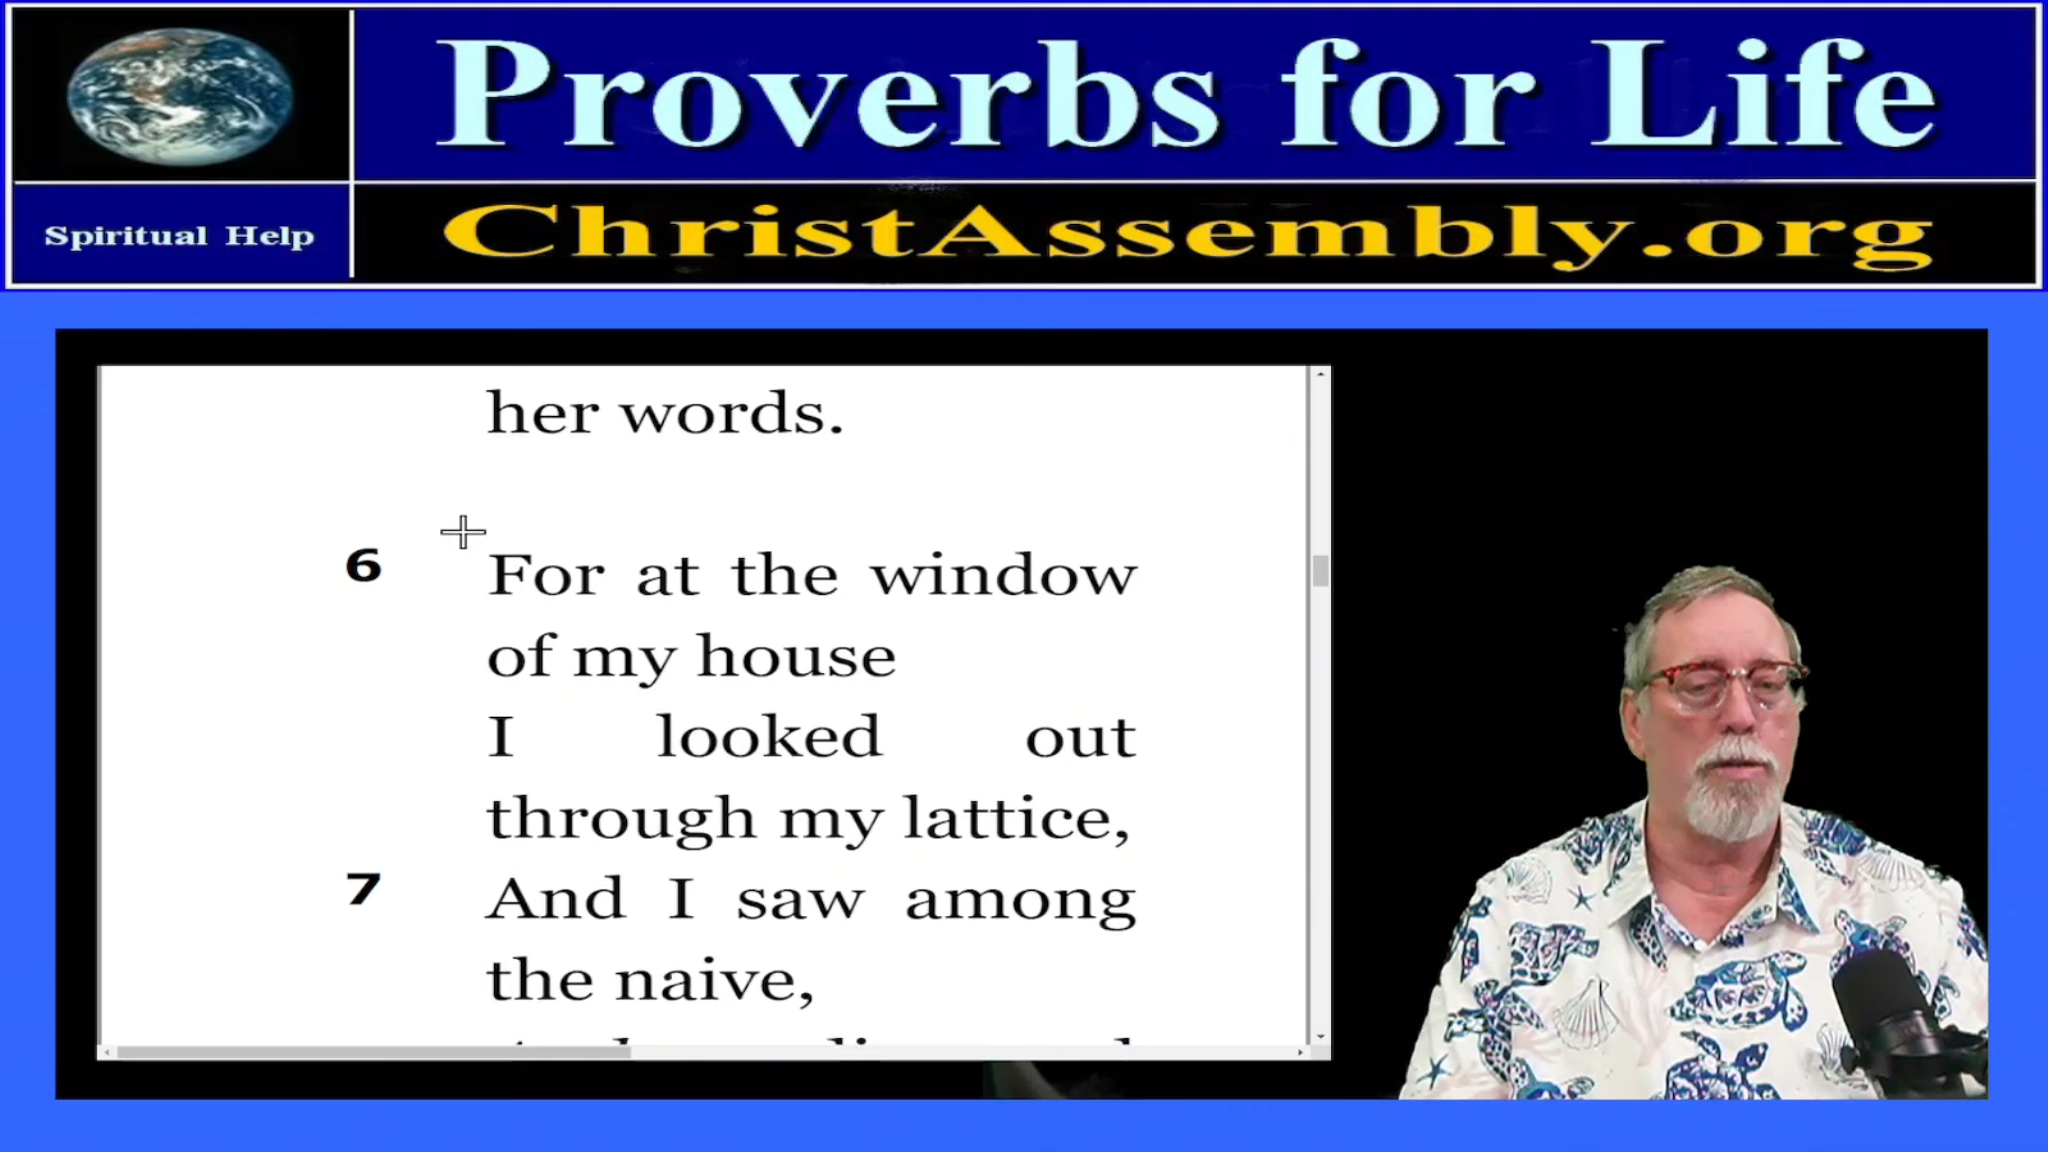 Proverbs for Life
Spiritual Help
ChristAssembly.org
her words.
6 For at the window
of my house
I looked out
through my lattice,
7 And I saw among
the naive,